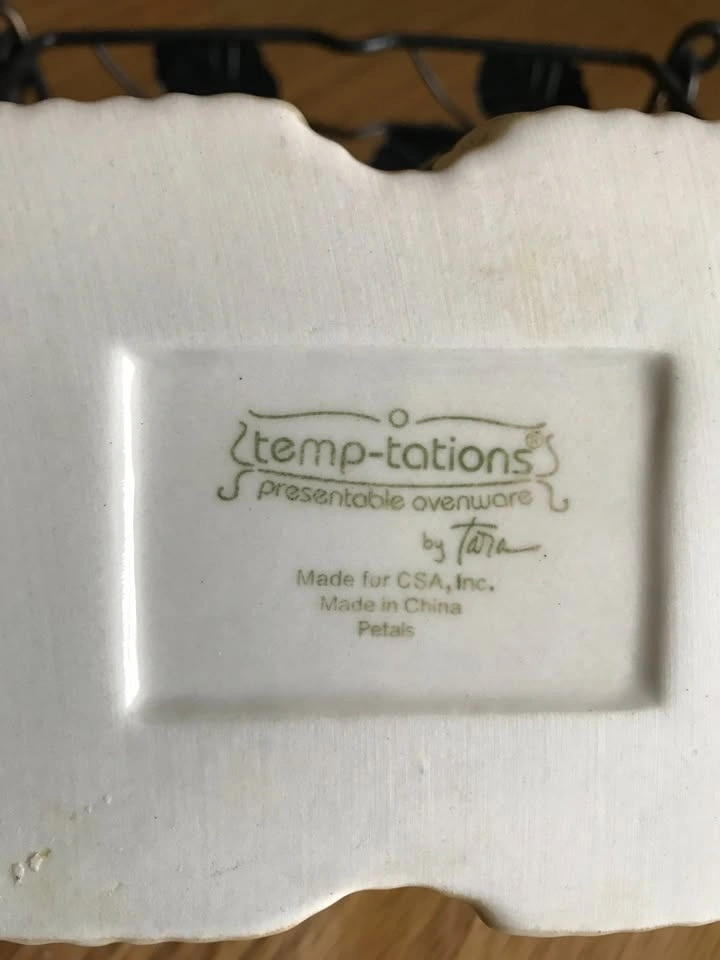 temp-tations®
presentable ovenware
by Tara
Made for CSA, Inc.
Made in China
Petals